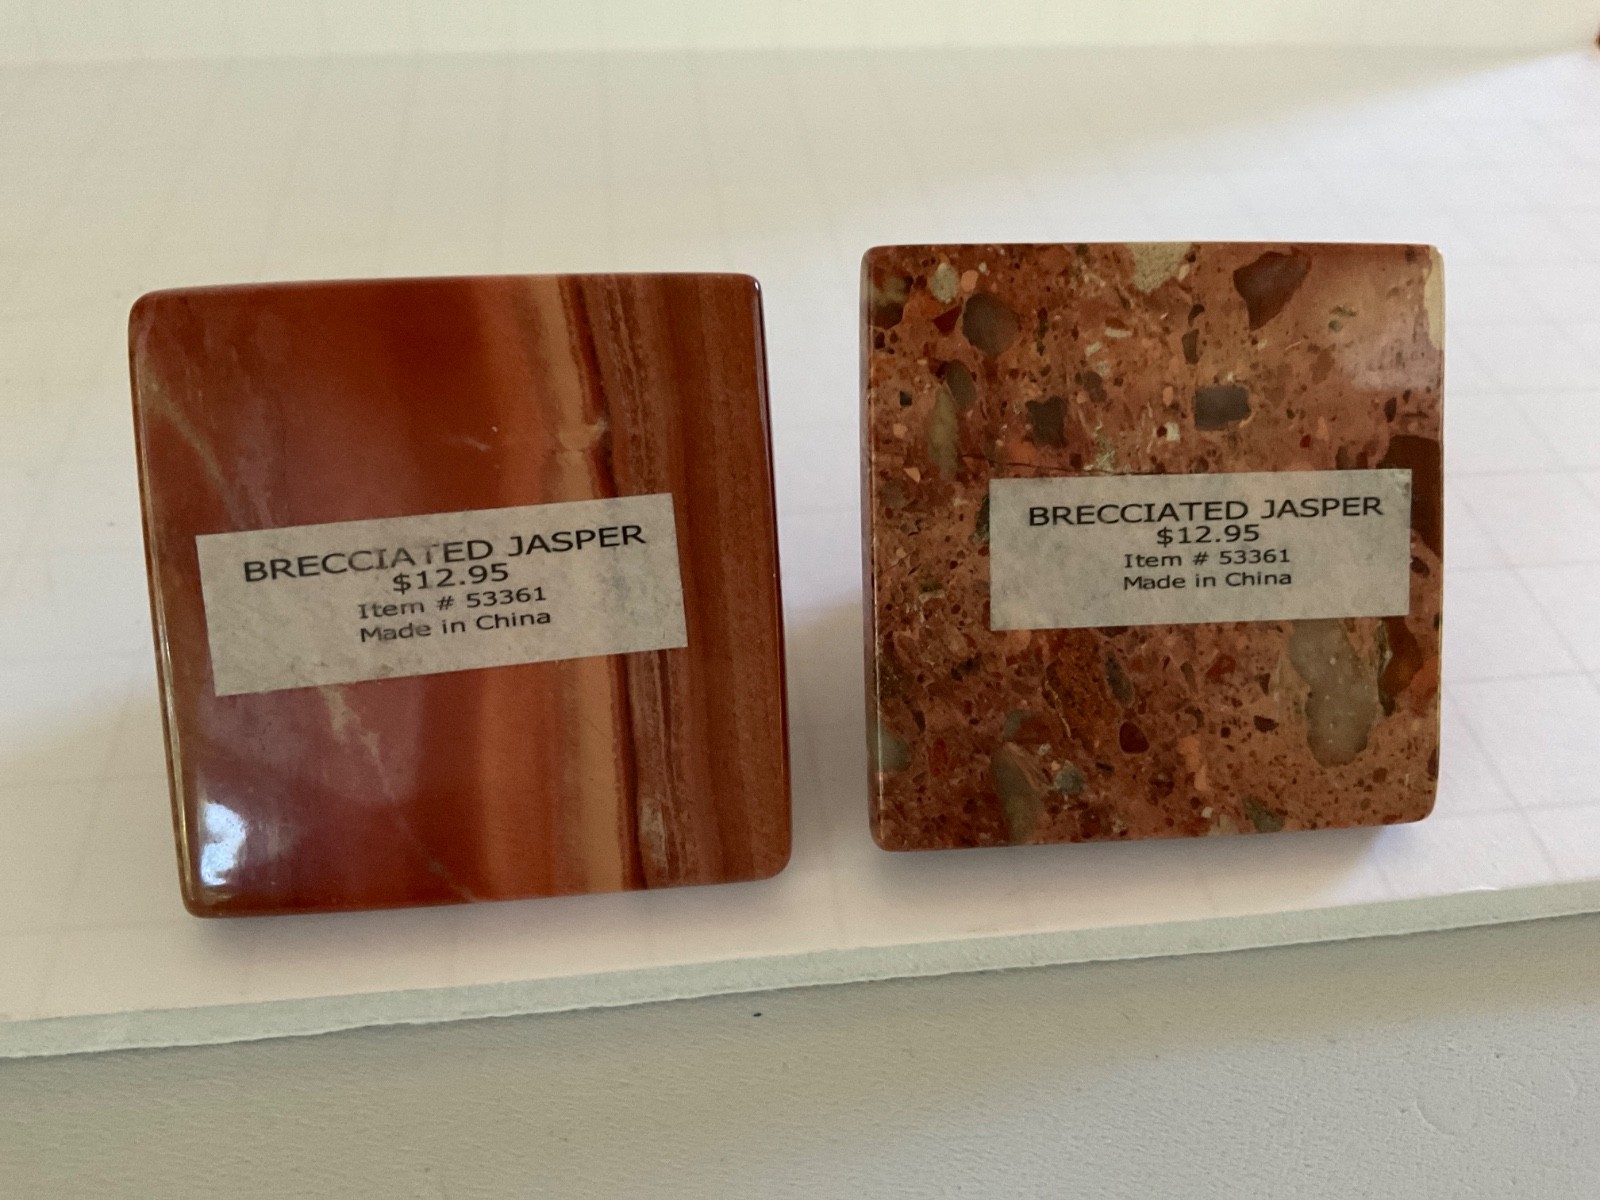 BRECCIATED JASPER
$12.95
Item # 53361
Made in China
BRECCIATED JASPER
$12.95
Item # 53361
Made in China